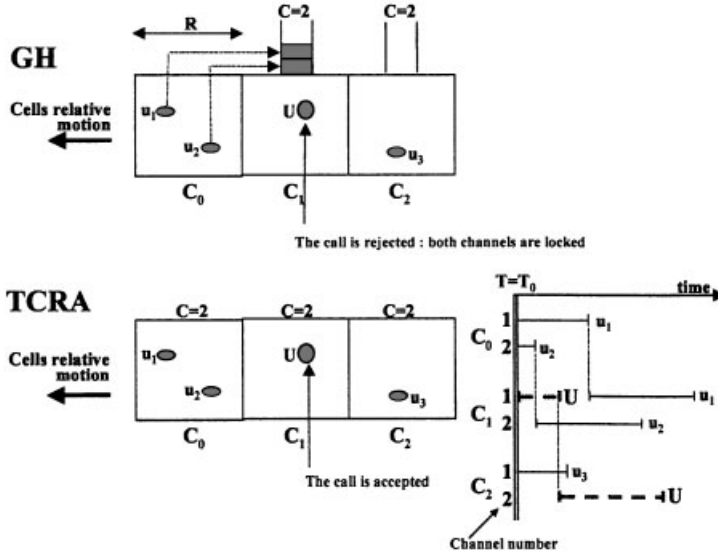 C=2 C=2
R
GH
Cells relative
motion
u1
u2
U
u3
C0 C1 C2
The call is rejected : both channels are locked
TCRA
C=2 C=2 C=2
Cells relative
motion
u1
u2
U
u3
C0 C1 C2
The call is accepted
T=T0
time
1 u1
C0
2 u2
1 U u1
C1
2 u2
1 u3
C2
2 U
Channel number